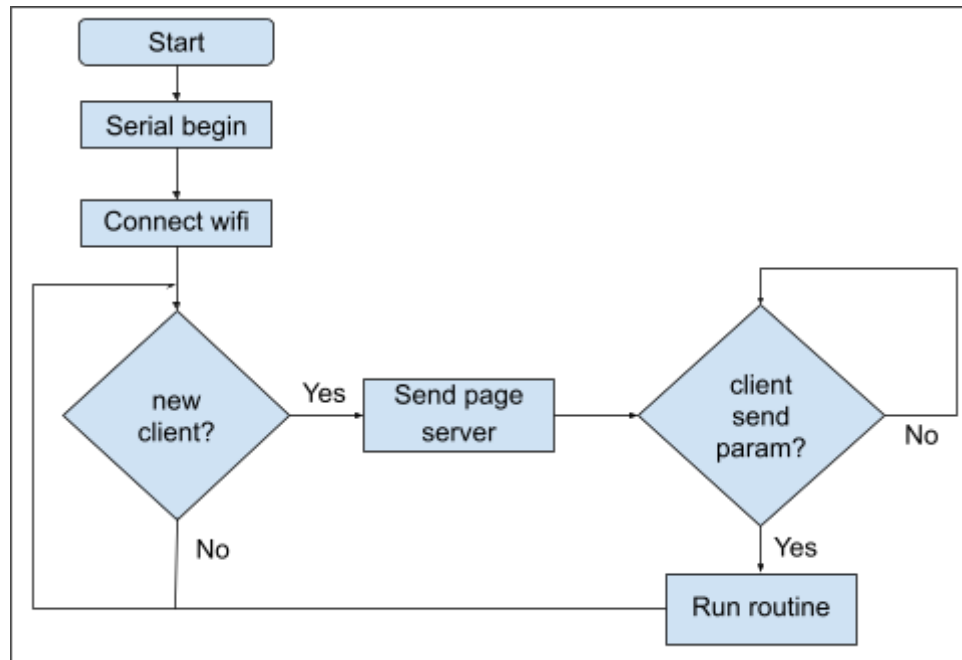 Start
Serial begin
Connect wifi
new
client?
Yes
Send page
server
client
send
param?
No
No
Yes
Run routine